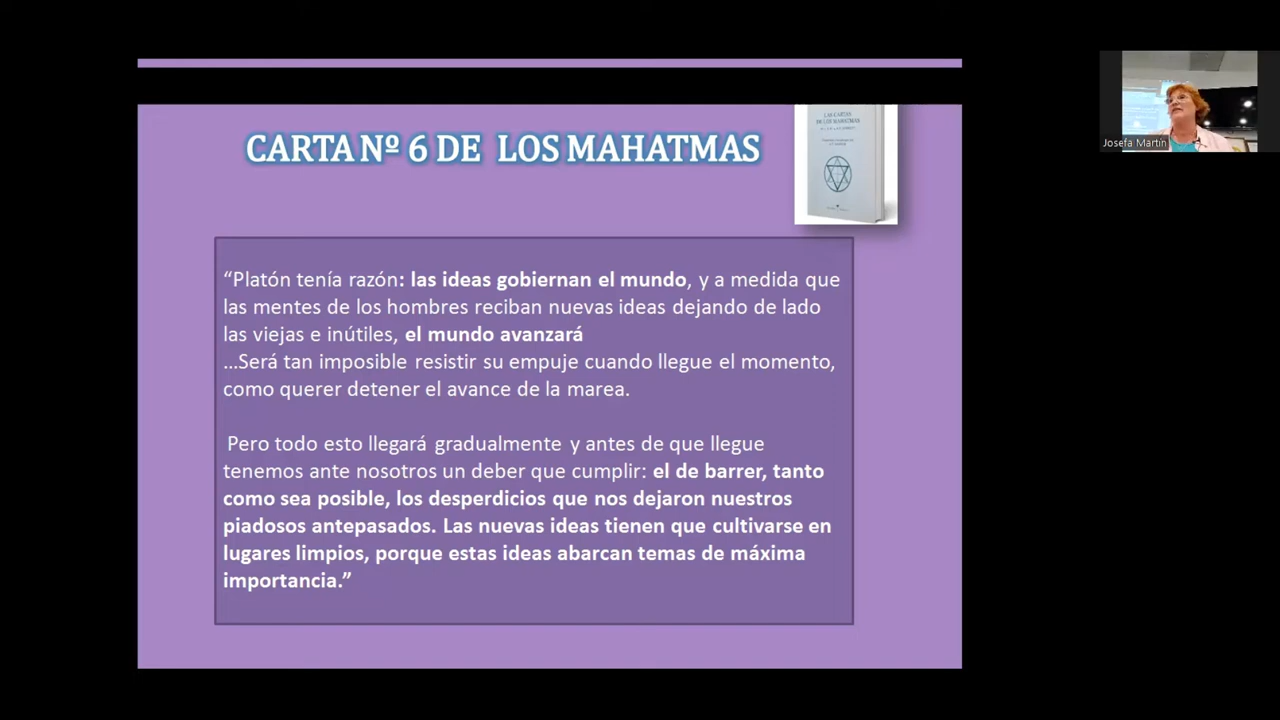 CARTA Nº 6 DE LOS MAHATMAS
LAS CARTAS
DE LOS MAHATMAS
“Platón tenía razón: las ideas gobiernan el mundo, y a medida que
las mentes de los hombres reciban nuevas ideas dejando de lado
las viejas e inútiles, el mundo avanzará
…Será tan imposible resistir su empuje cuando llegue el momento,
como querer detener el avance de la marea.
Pero todo esto llegará gradualmente y antes de que llegue
tenemos ante nosotros un deber que cumplir: el de barrer, tanto
como sea posible, los desperdicios que nos dejaron nuestros
piadosos antepasados. Las nuevas ideas tienen que cultivarse en
lugares limpios, porque estas ideas abarcan temas de máxima
importancia.”
Josefa Martín